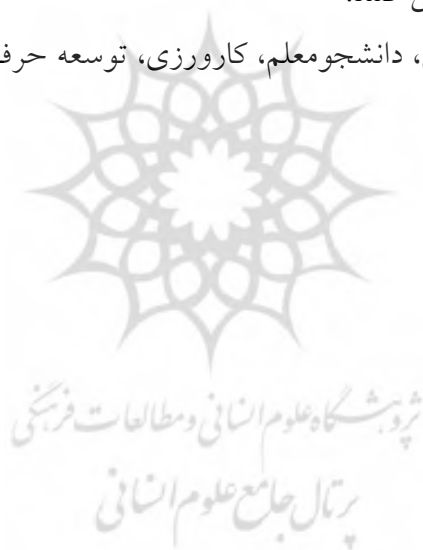 ، دانشجومعلم، کارورزی، توسعه حرف
پژوهشگاه علوم انسانی و مطالعات فرهنگی
پرتال جامع علوم انسانی